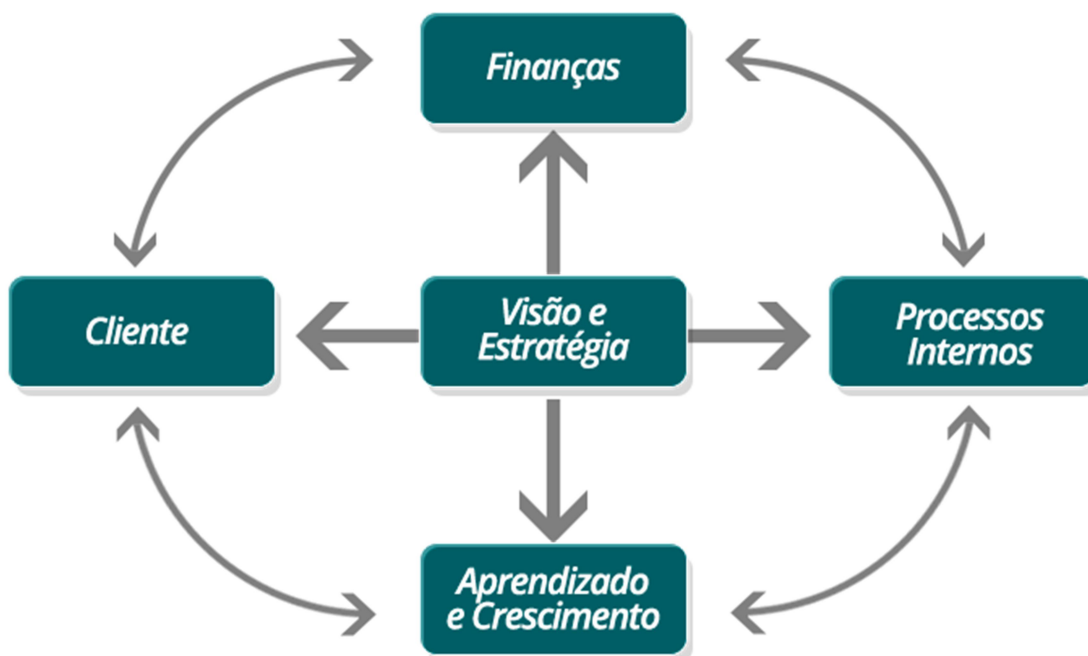 Finanças
Cliente
Visão e
Estratégia
Processos
Internos
Aprendizado
e Crescimento